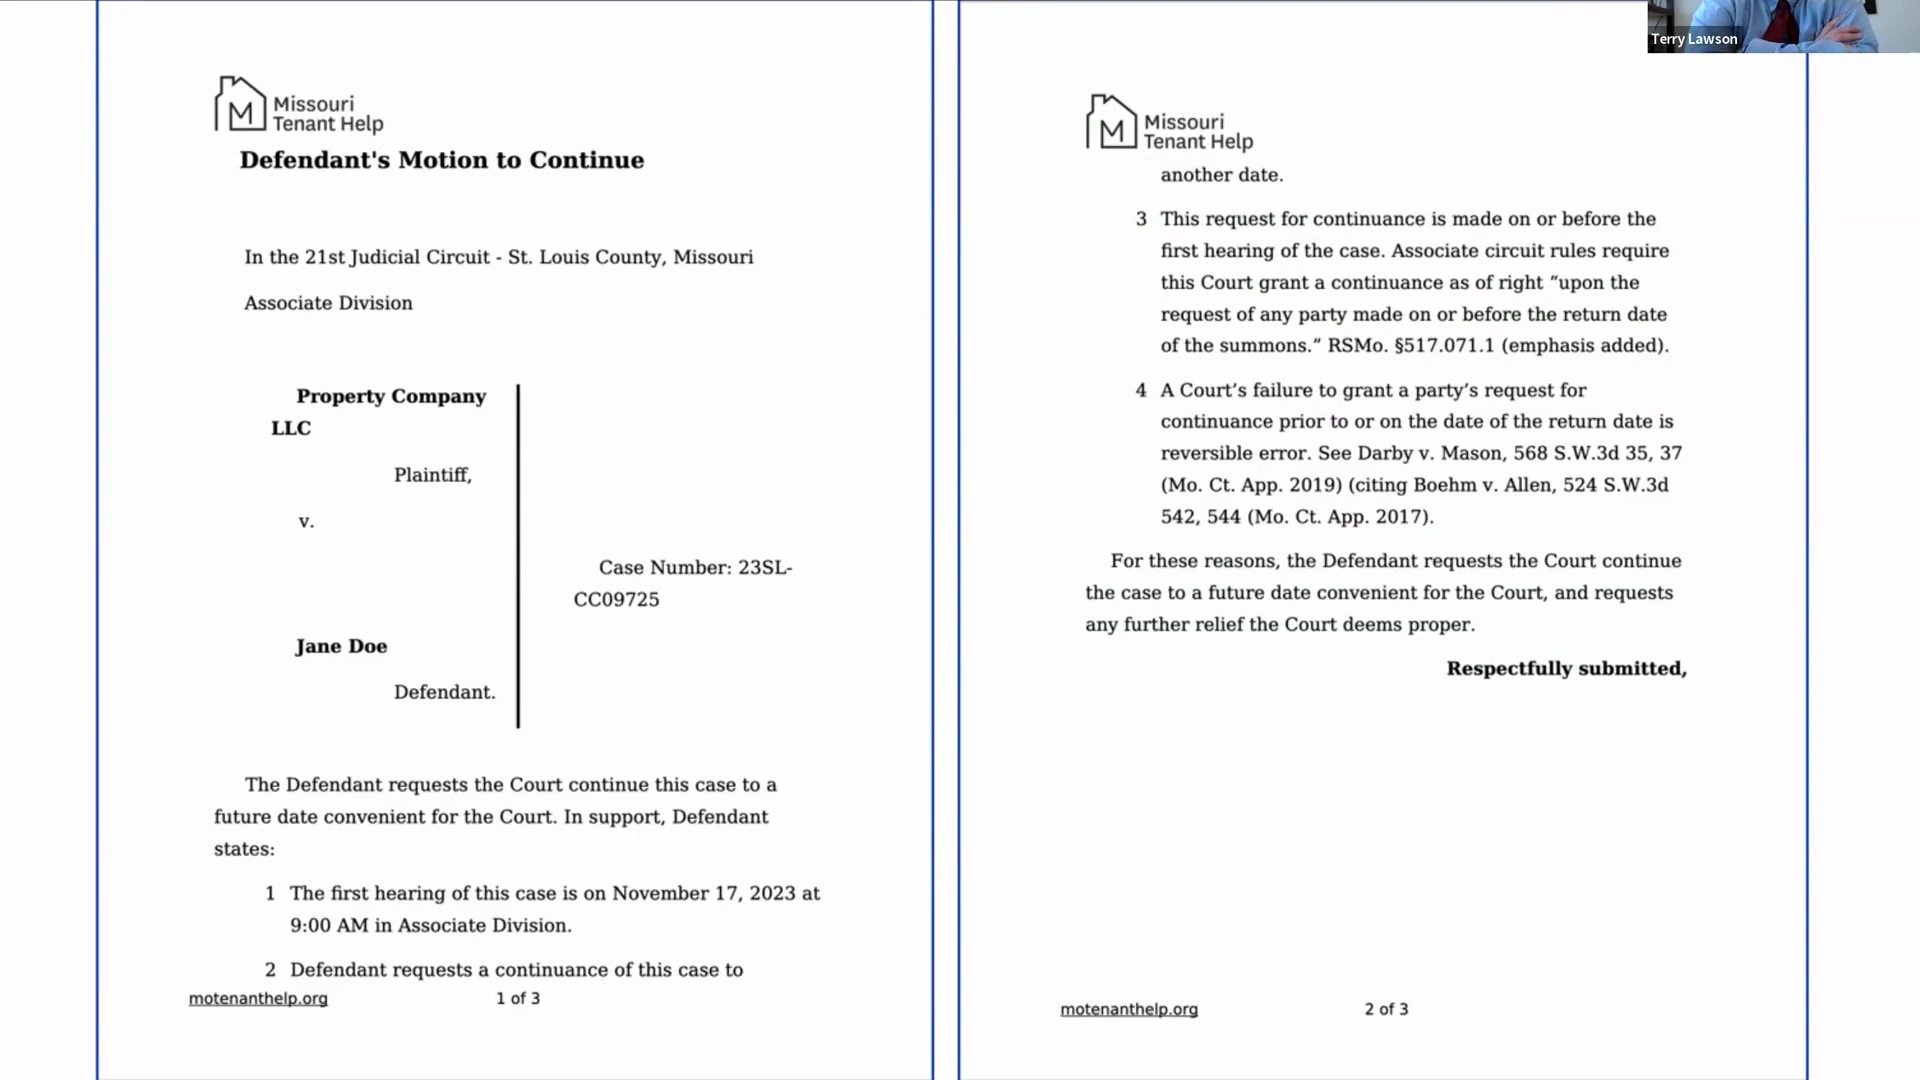 Missouri
Tenant Help
Defendant's Motion to Continue
In the 21st Judicial Circuit - St. Louis County, Missouri
Associate Division
Property Company
LLC
Plaintiff,
v.
Case Number: 23SL-
CC09725
Jane Doe
Defendant.
The Defendant requests the Court continue this case to a
future date convenient for the Court. In support, Defendant
states:
1 The first hearing of this case is on November 17, 2023 at
9:00 AM in Associate Division.
2 Defendant requests a continuance of this case to
motenanthelp.org 1 of 3
Terry Lawson
Missouri
Tenant Help
another date.
3 This request for continuance is made on or before the
first hearing of the case. Associate circuit rules require
this Court grant a continuance as of right “upon the
request of any party made on or before the return date
of the summons.” RSMo. §517.071.1 (emphasis added).
4 A Court’s failure to grant a party’s request for
continuance prior to or on the date of the return date is
reversible error. See Darby v. Mason, 568 S.W.3d 35, 37
(Mo. Ct. App. 2019) (citing Boehm v. Allen, 524 S.W.3d
542, 544 (Mo. Ct. App. 2017).
For these reasons, the Defendant requests the Court continue
the case to a future date convenient for the Court, and requests
any further relief the Court deems proper.
Respectfully submitted,
motenanthelp.org 2 of 3